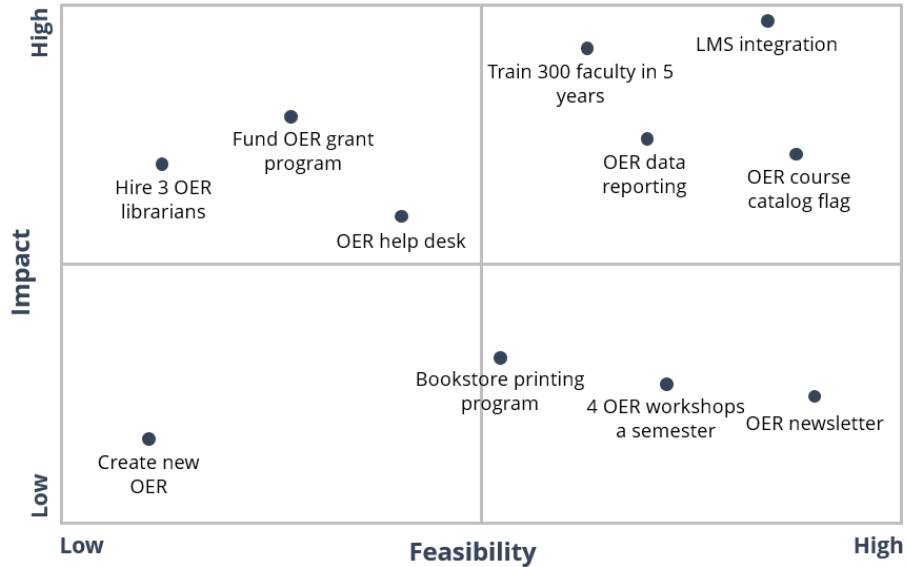 High
LMS integration
Train 300 faculty in 5
years
Fund OER grant
program
OER data
reporting
OER course
catalog flag
Hire 3 OER
librarians
OER help desk
Impact
Bookstore printing
program
4 OER workshops
a semester
OER newsletter
Create new
OER
Low
Low
Feasibility
High